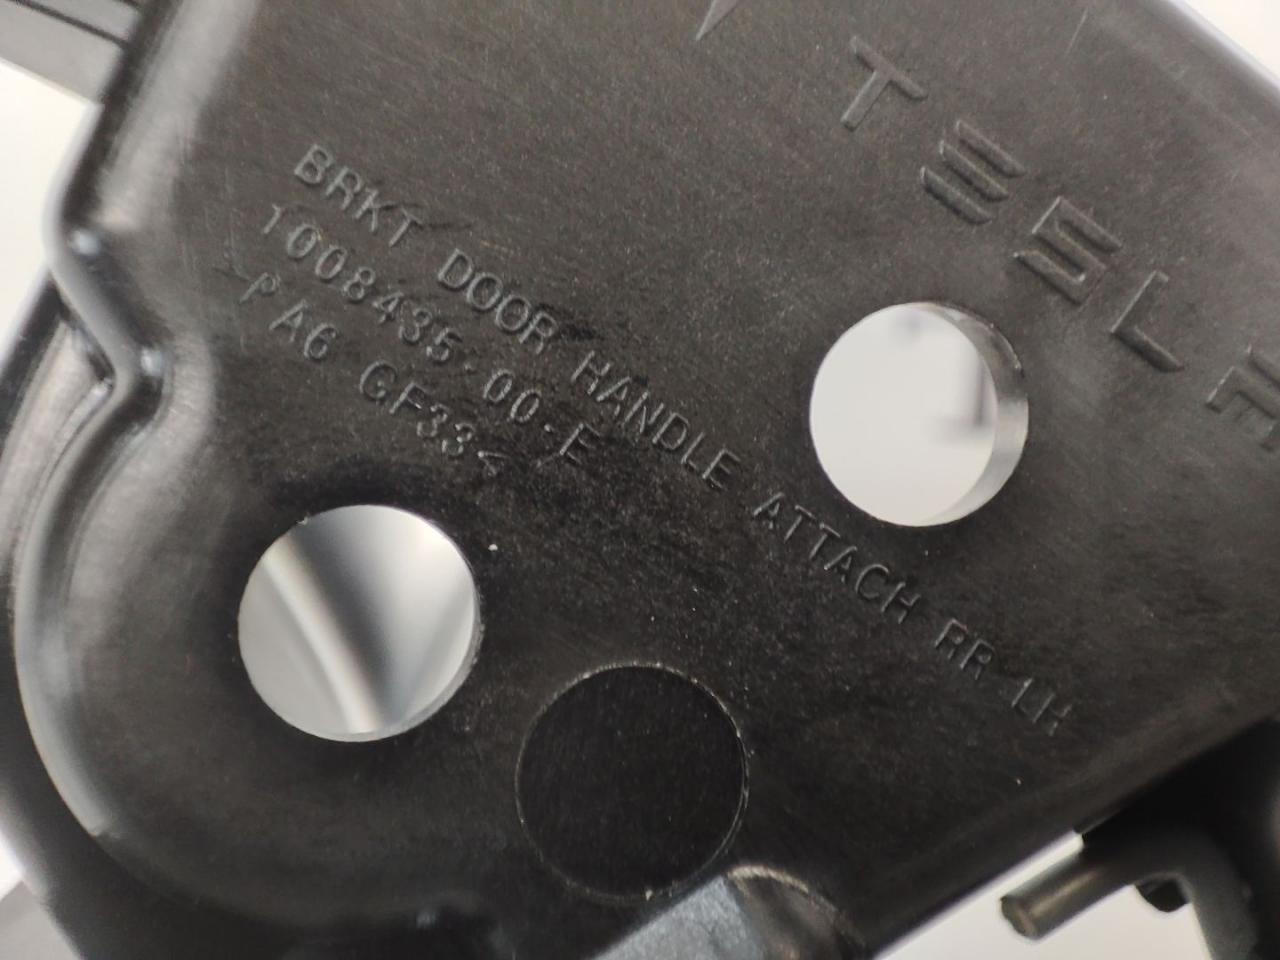 TESLA
BRKT DOOR HANDLE ATTACH RR LH
1008435-00-E
>PA6 GF33<